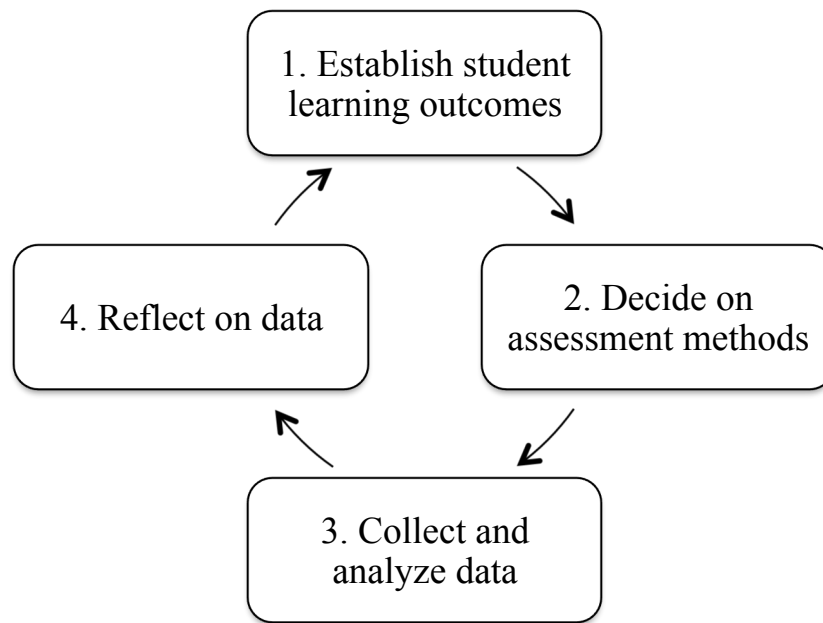 1. Establish student
learning outcomes
2. Decide on
assessment methods
3. Collect and
analyze data
4. Reflect on data